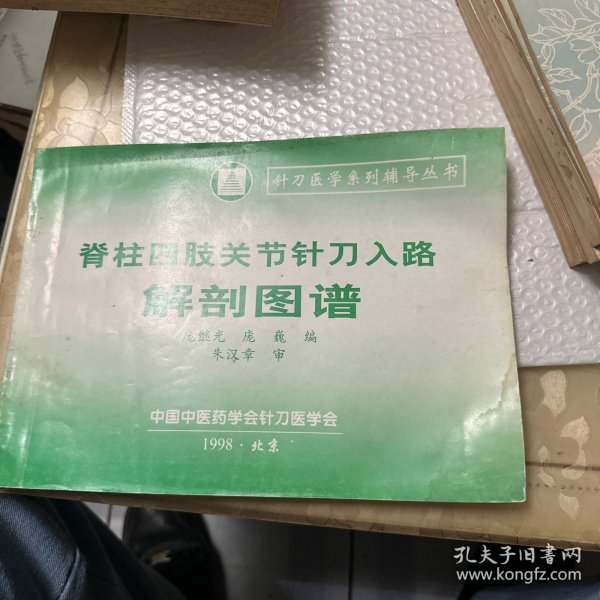 针刀医学系列辅导丛书
脊柱四肢关节针刀入路
解剖图谱
庞继光 庞巍 编
朱汉章 审
中国中医药学会针刀医学会
1998·北京
孔夫子旧书网
www.kongfz.com